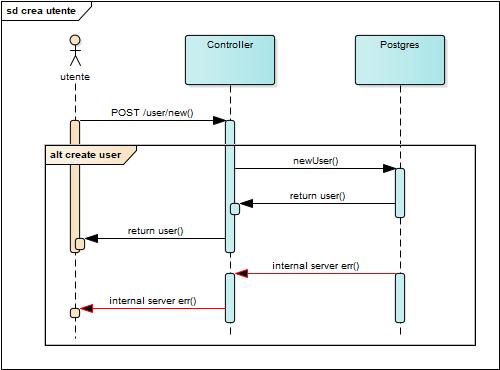 sd crea utente
utente
Controller
Postgres
POST /user/new()
alt create user
newUser()
return user()
return user()
internal server err()
internal server err()